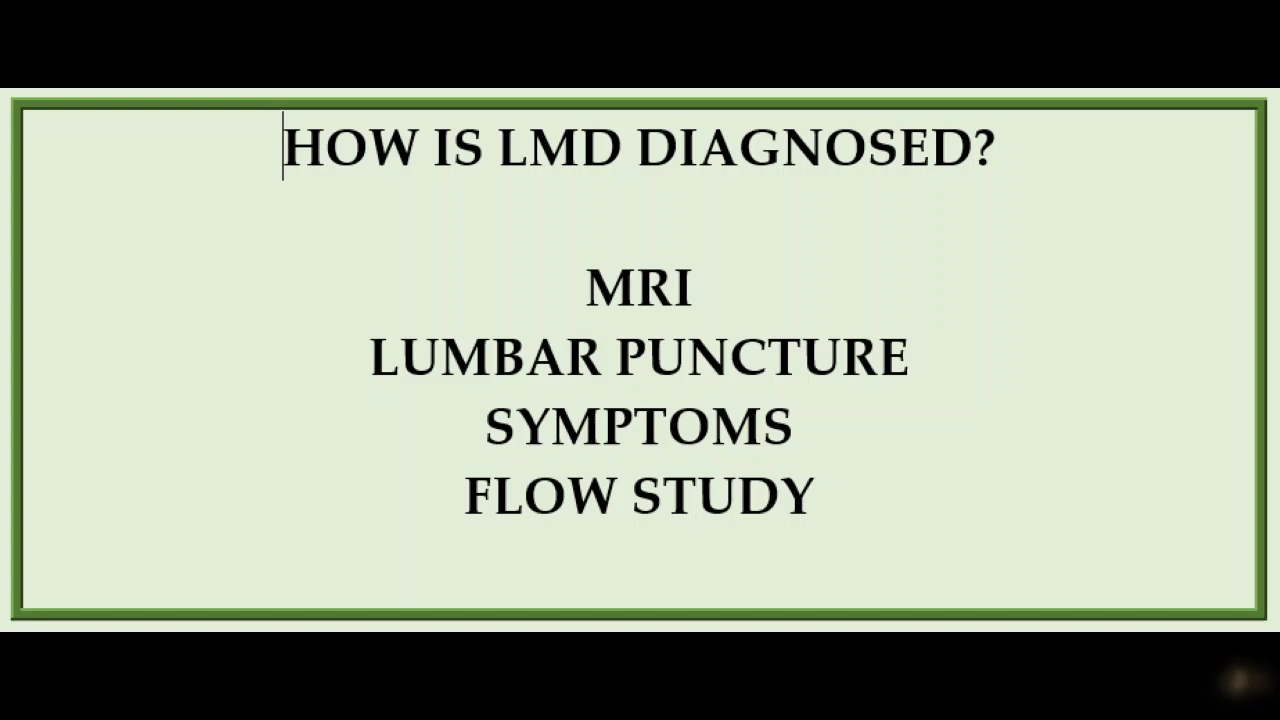 HOW IS LMD DIAGNOSED?
MRI
LUMBAR PUNCTURE
SYMPTOMS
FLOW STUDY